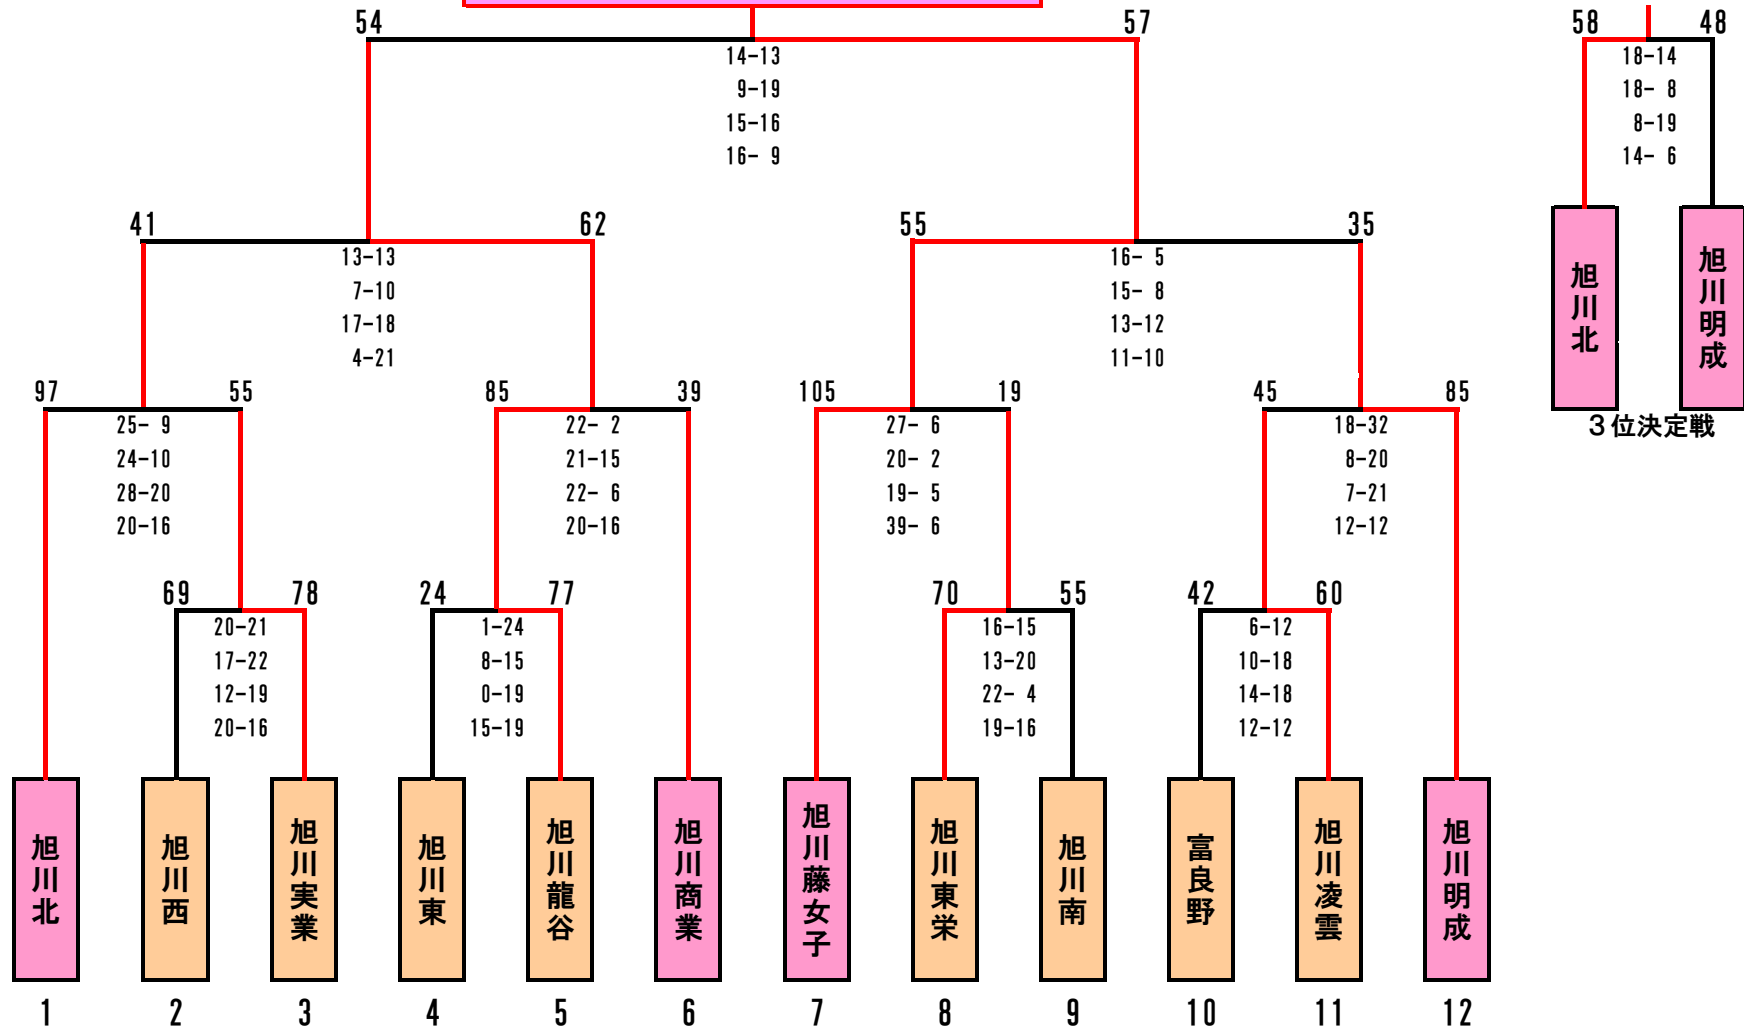 54 57 58 48
14-13
9-19
15-16
16- 9
18-14
18- 8
8-19
14- 6
旭川北
旭川明成
3位決定戦
41 62 55 35
13-13
7-10
17-18
4-21
16- 5
15- 8
13-12
11-10
97 55 85 39 105 19 45 85
25- 9
24-10
28-20
20-16
22- 2
21-15
22- 6
20-16
27- 6
20- 2
19- 5
39- 6
18-32
8-20
7-21
12-12
69 78 24 77 70 55 42 60
20-21
17-22
12-19
20-16
1-24
8-15
0-19
15-19
16-15
13-20
22- 4
19-16
6-12
10-18
14-18
12-12
旭川北
旭川西
旭川実業
旭川東
旭川龍谷
旭川商業
旭川藤女子
旭川東栄
旭川南
富良野
旭川凌雲
旭川明成
1 2 3 4 5 6 7 8 9 10 11 12